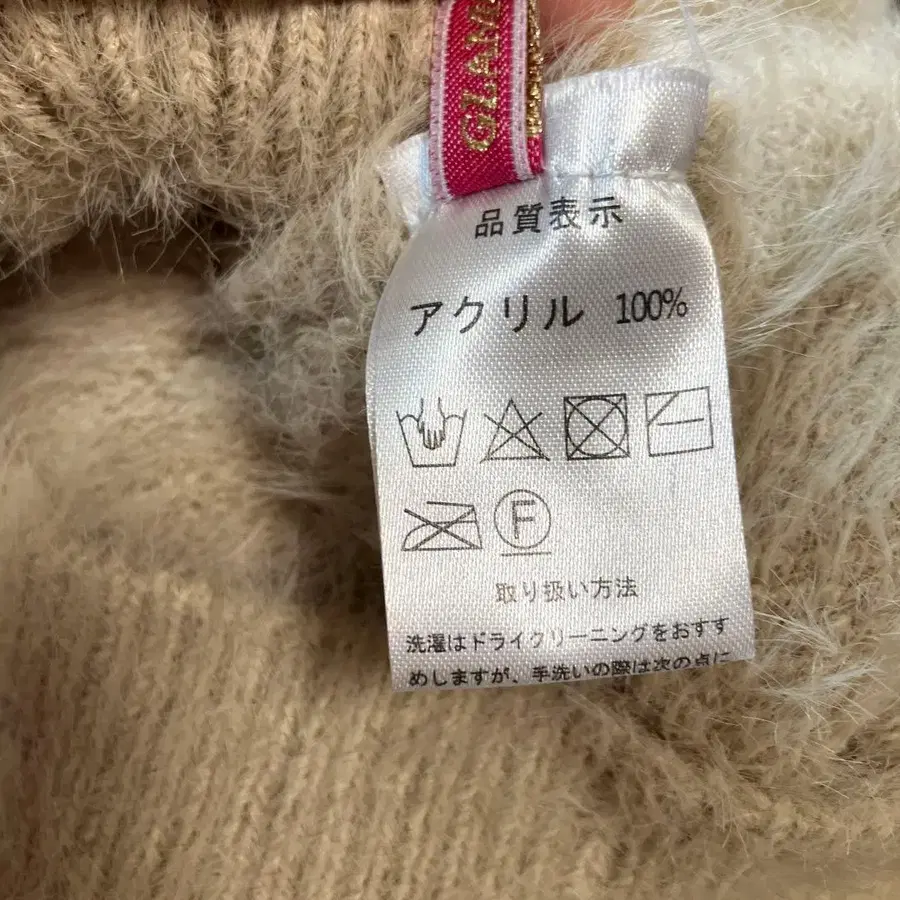 GLAM
品質表示
アクリル 100%
F
取り扱い方法
洗濯はドライクリーニングをおすす
めしますが、手洗いの際は次の点に